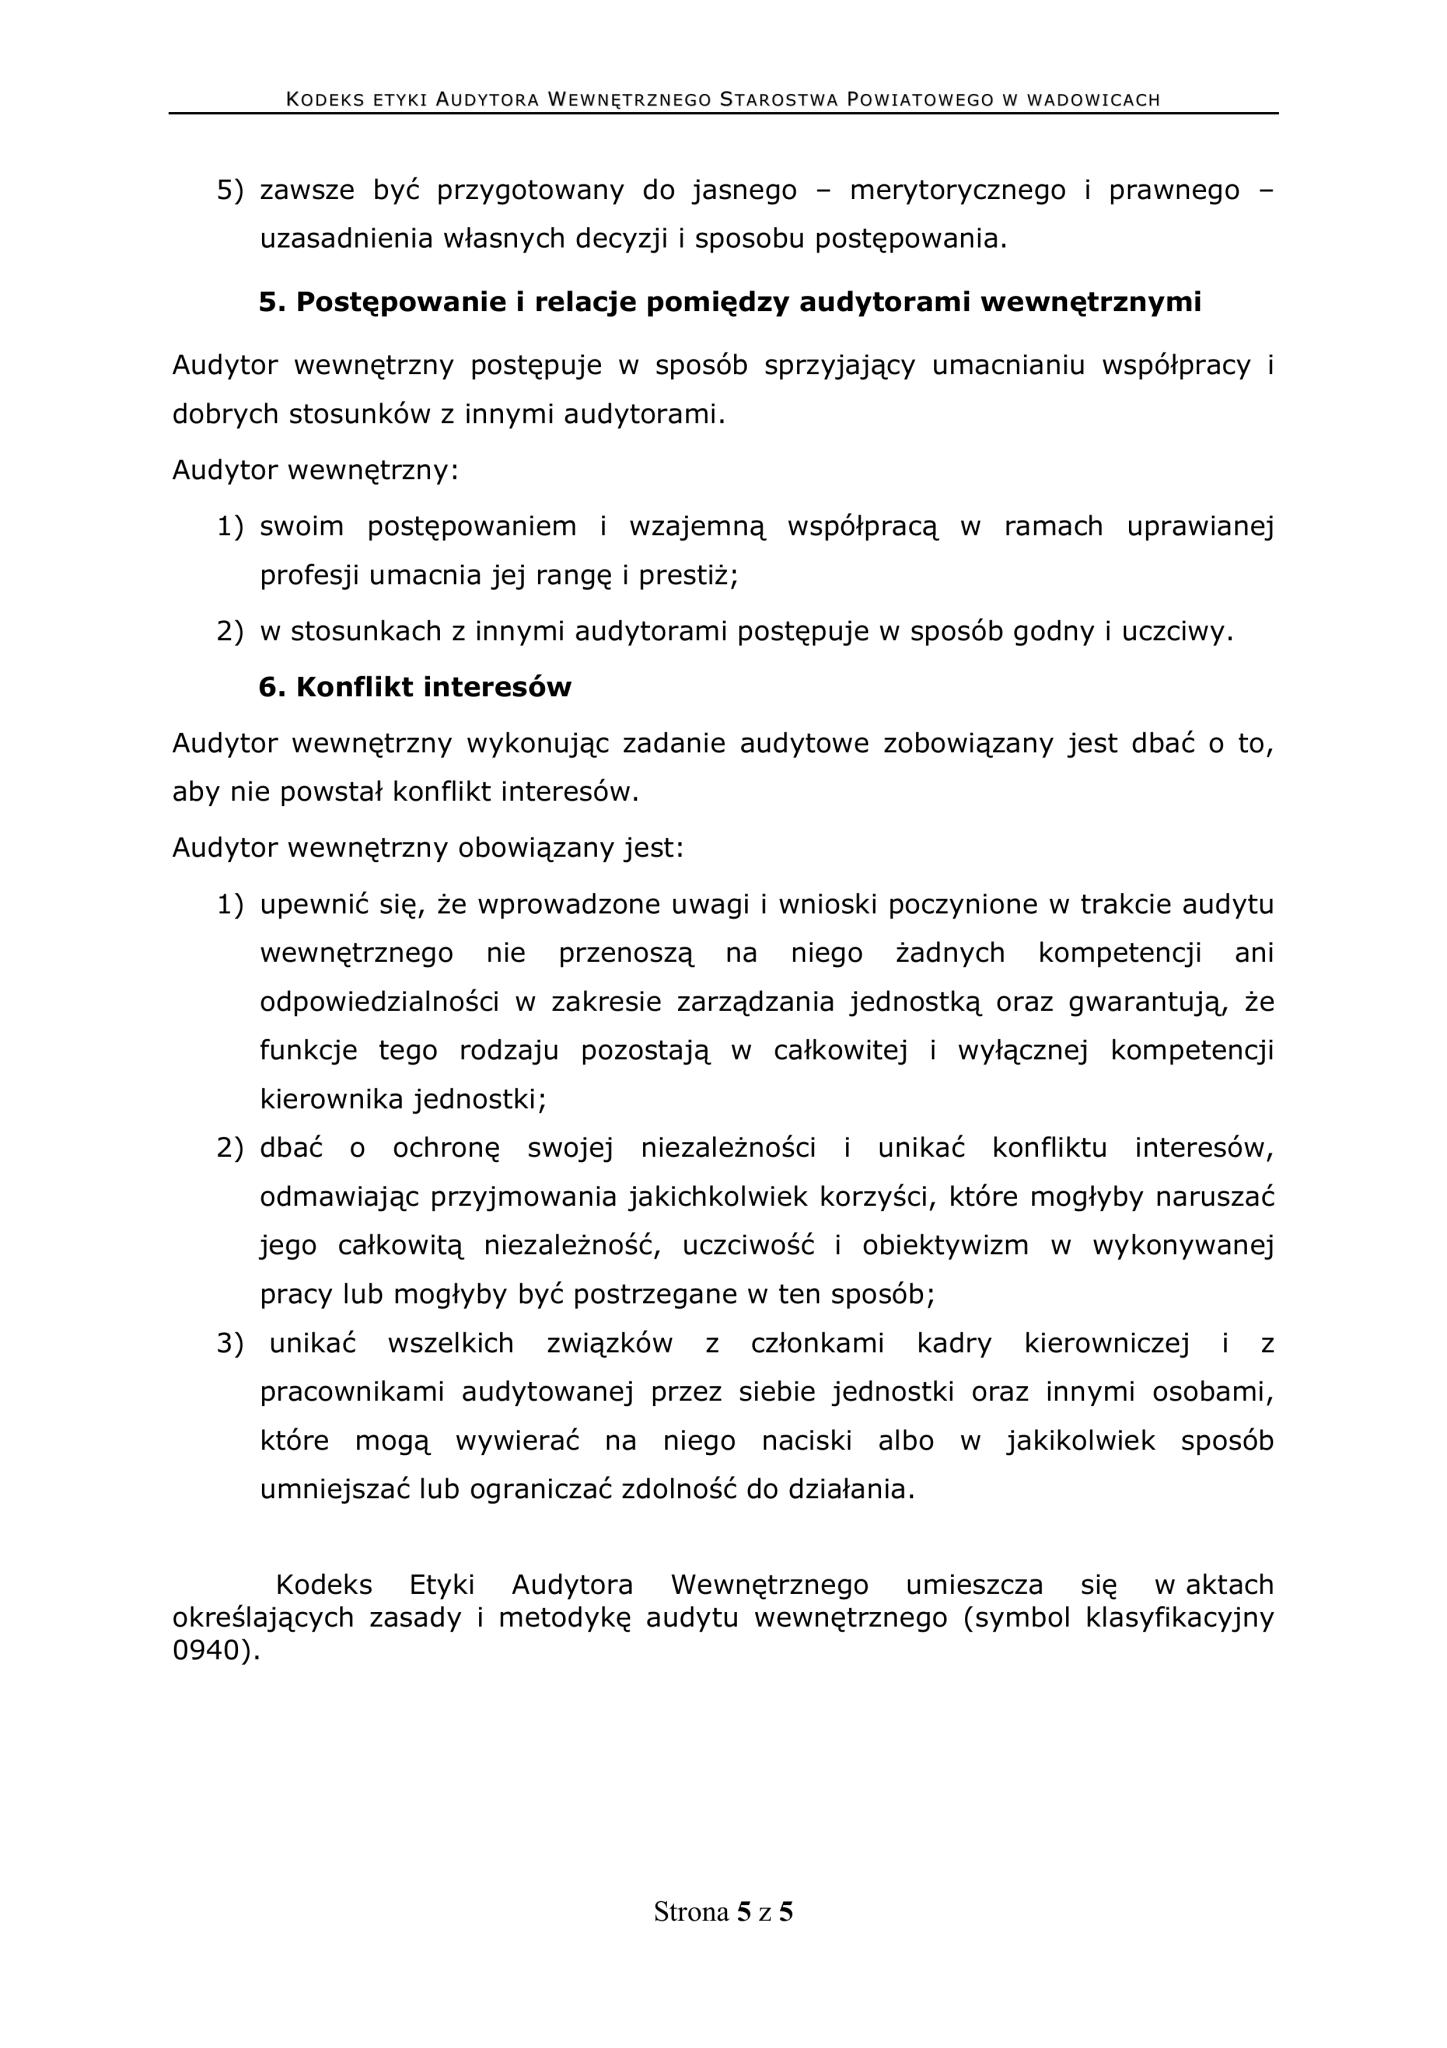 KODEKS ETYKI AUDYTORA WEWNĘTRZNEGO STAROSTWA POWIATOWEGO W WADOWICACH
5) zawsze być przygotowany do jasnego – merytorycznego i prawnego –
uzasadnienia własnych decyzji i sposobu postępowania.
5. Postępowanie i relacje pomiędzy audytorami wewnętrznymi
Audytor wewnętrzny postępuje w sposób sprzyjający umacnianiu współpracy i
dobrych stosunków z innymi audytorami.
Audytor wewnętrzny:
1) swoim postępowaniem i wzajemną współpracą w ramach uprawianej
profesji umacnia jej rangę i prestiż;
2) w stosunkach z innymi audytorami postępuje w sposób godny i uczciwy.
6. Konflikt interesów
Audytor wewnętrzny wykonując zadanie audytowe zobowiązany jest dbać o to,
aby nie powstał konflikt interesów.
Audytor wewnętrzny obowiązany jest:
1) upewnić się, że wprowadzone uwagi i wnioski poczynione w trakcie audytu
wewnętrznego nie przenoszą na niego żadnych kompetencji ani
odpowiedzialności w zakresie zarządzania jednostką oraz gwarantują, że
funkcje tego rodzaju pozostają w całkowitej i wyłącznej kompetencji
kierownika jednostki;
2) dbać o ochronę swojej niezależności i unikać konfliktu interesów,
odmawiając przyjmowania jakichkolwiek korzyści, które mogłyby naruszać
jego całkowitą niezależność, uczciwość i obiektywizm w wykonywanej
pracy lub mogłyby być postrzegane w ten sposób;
3) unikać wszelkich związków z członkami kadry kierowniczej i z
pracownikami audytowanej przez siebie jednostki oraz innymi osobami,
które mogą wywierać na niego naciski albo w jakikolwiek sposób
umniejszać lub ograniczać zdolność do działania.
Kodeks Etyki Audytora Wewnętrznego umieszcza się w aktach
określających zasady i metodykę audytu wewnętrznego (symbol klasyfikacyjny
0940).
Strona 5 z 5